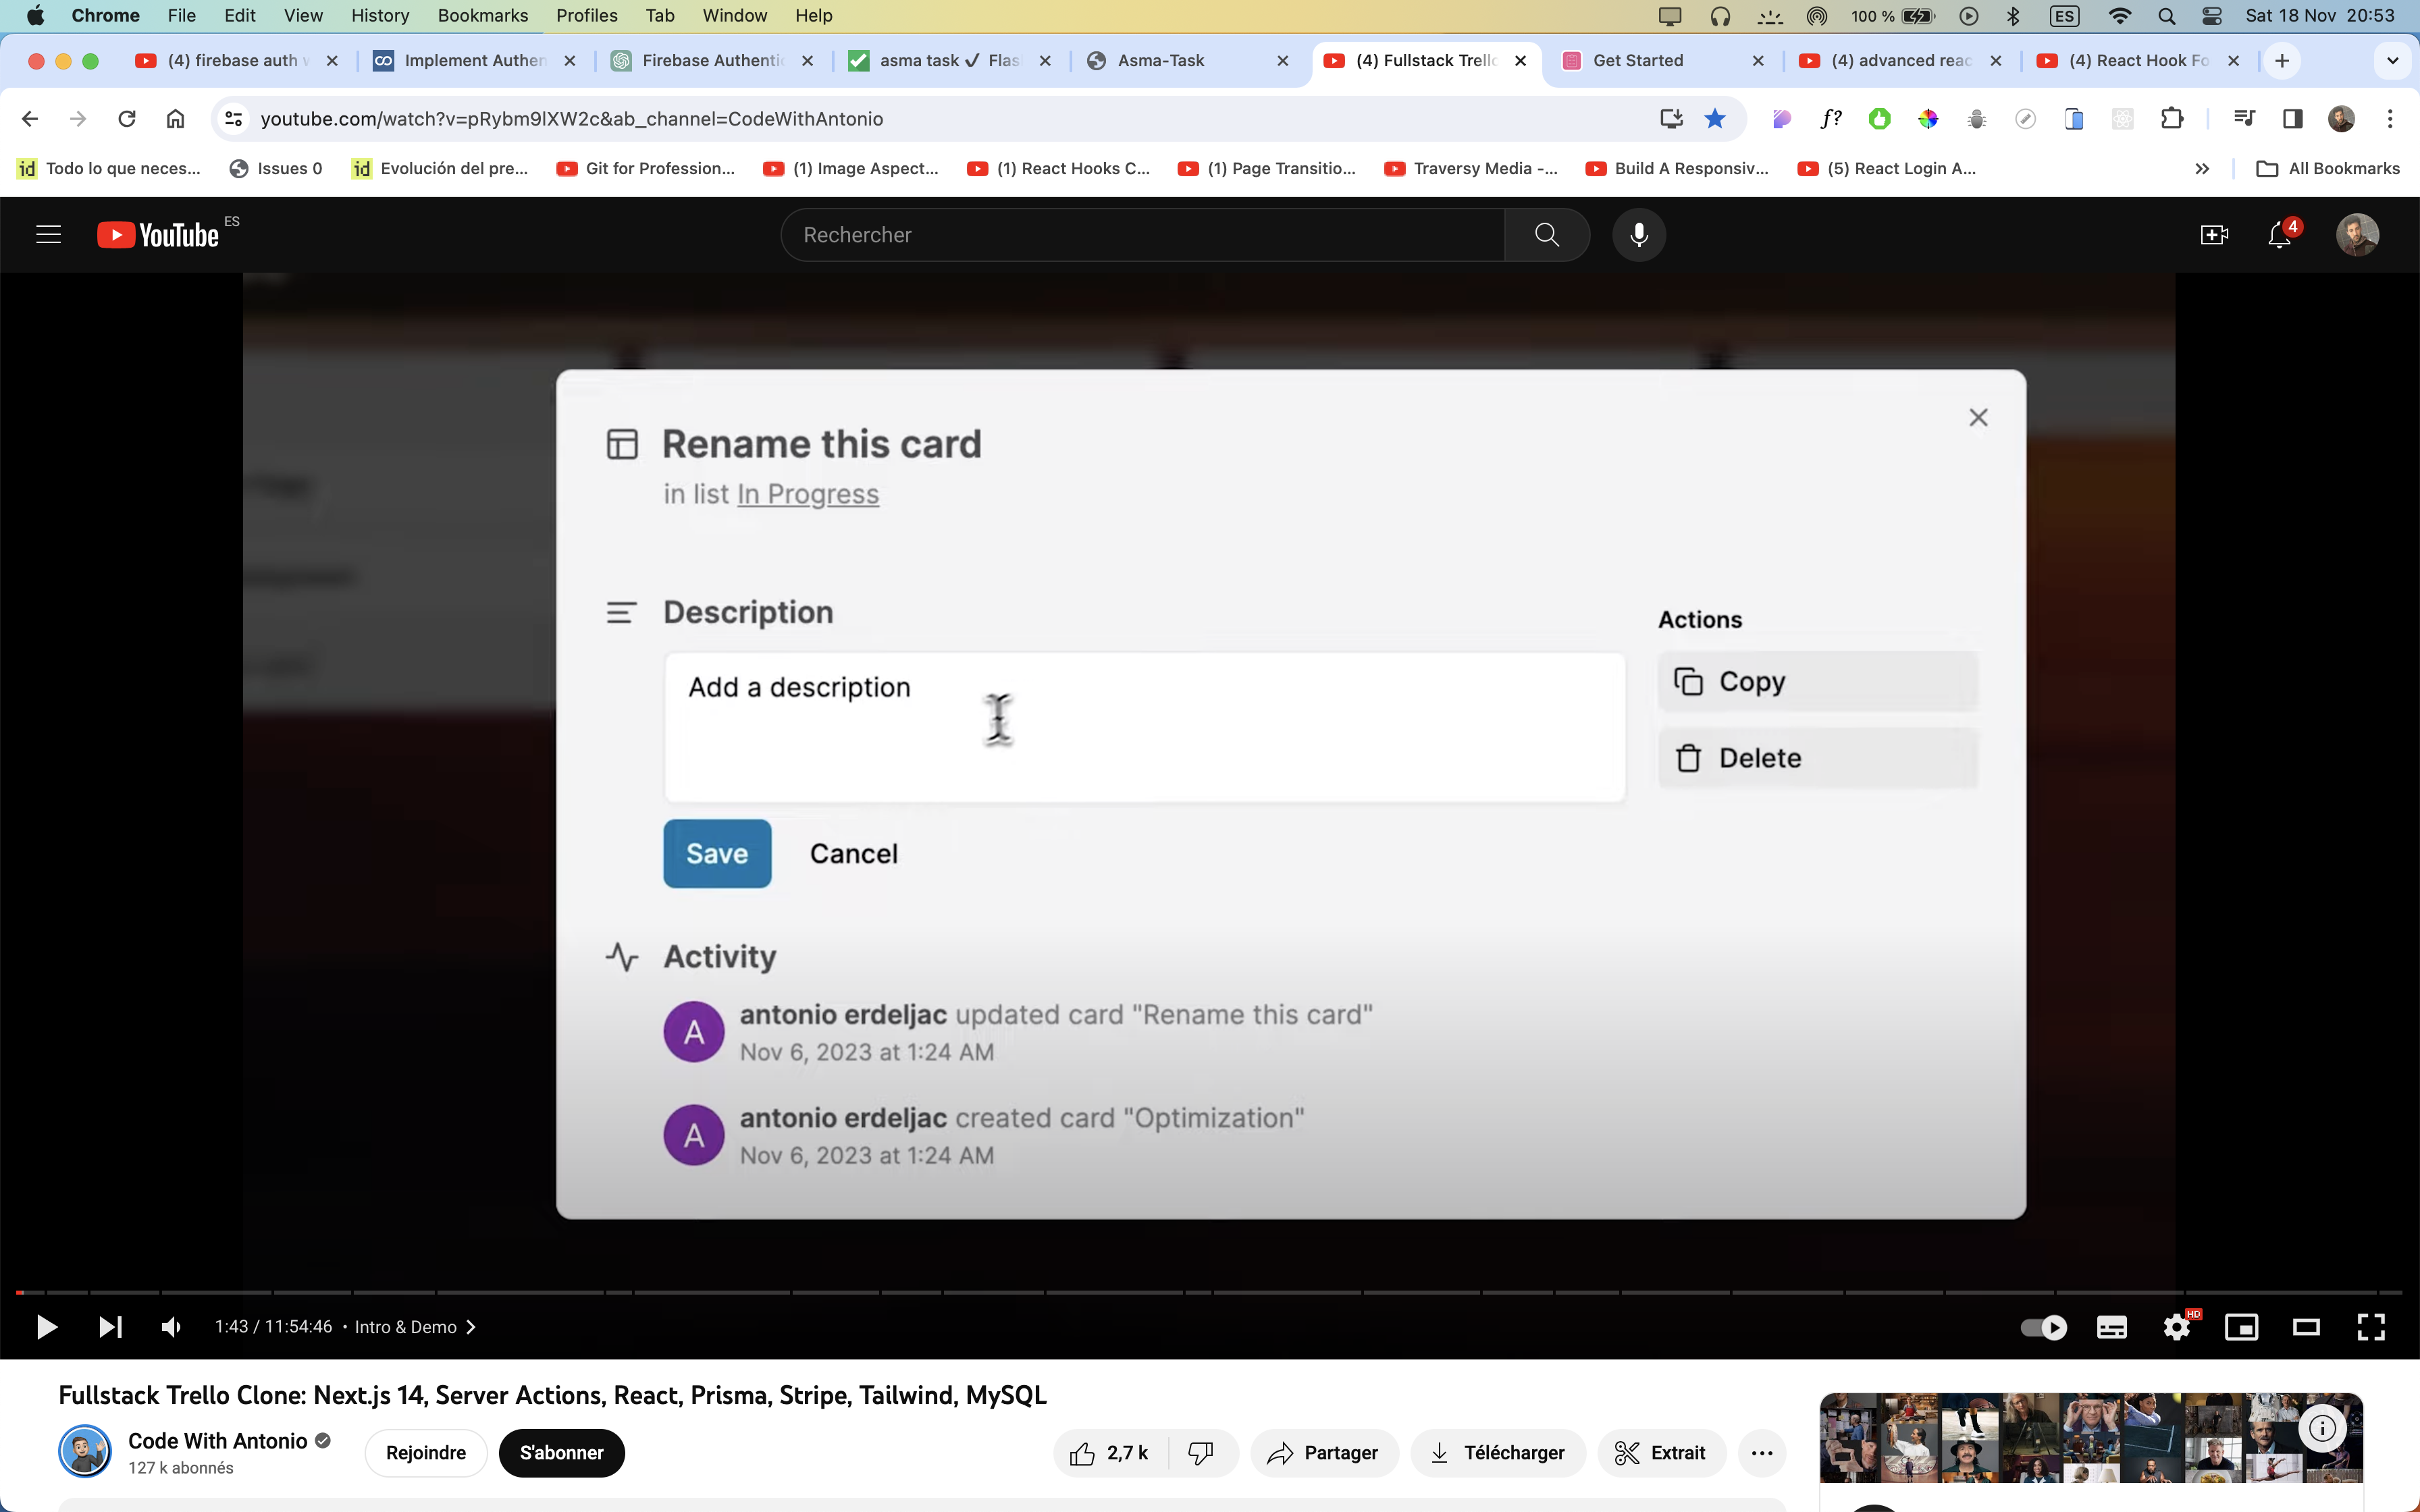 Chrome File Edit View History Bookmarks Profiles Tab Window Help 100 % ES Sat 18 Nov 20:53
(4) firebase auth Implement Authen Firebase Authenti asma task ✓ Flas Asma-Task (4) Fullstack Trello Get Started (4) advanced reac (4) React Hook Fo
youtube.com/watch?v=pRybm9lXW2c&ab_channel=CodeWithAntonio f?
id Todo lo que neces... Issues 0 id Evolución del pre... Git for Profession... (1) Image Aspect... (1) React Hooks C... (1) Page Transitio... Traversy Media -... Build A Responsiv... (5) React Login A... » All Bookmarks
YouTube ES Rechercher 4
Rename this card
in list In Progress
Description
Add a description
Save Cancel
Actions
Copy
Delete
Activity
A antonio erdeljac updated card "Rename this card"
Nov 6, 2023 at 1:24 AM
A antonio erdeljac created card "Optimization"
Nov 6, 2023 at 1:24 AM
1:43 / 11:54:46 • Intro & Demo HD
Fullstack Trello Clone: Next.js 14, Server Actions, React, Prisma, Stripe, Tailwind, MySQL
Code With Antonio
127 k abonnés
Rejoindre S'abonner 2,7 k Partager Télécharger Extrait